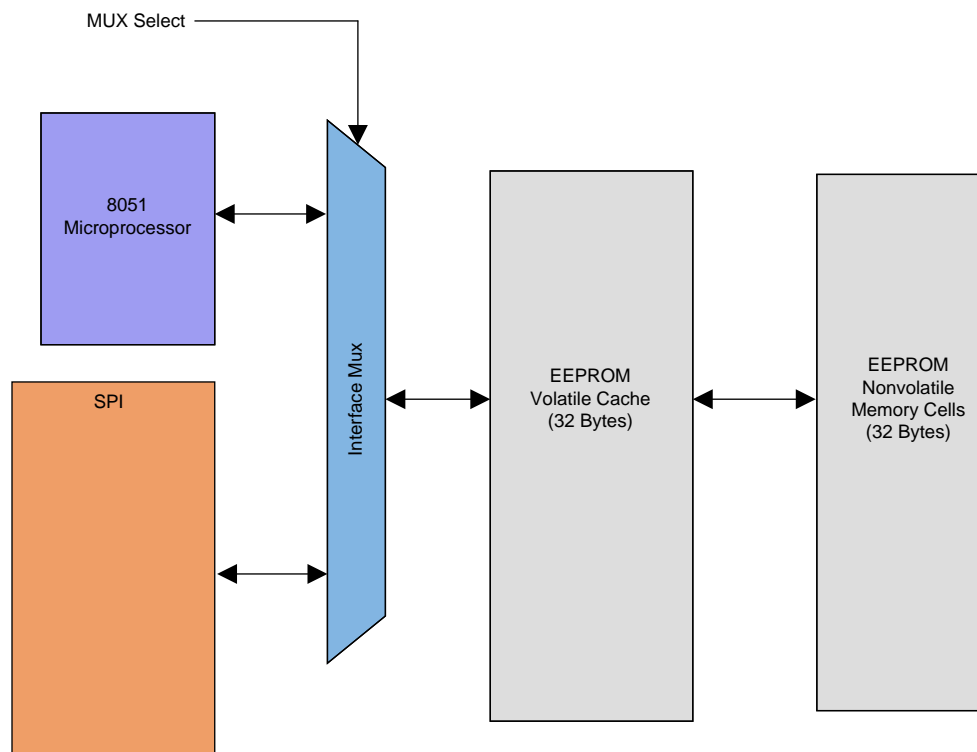 MUX Select
8051
Microprocessor
SPI
Interface Mux
EEPROM
Volatile Cache
(32 Bytes)
EEPROM
Nonvolatile
Memory Cells
(32 Bytes)